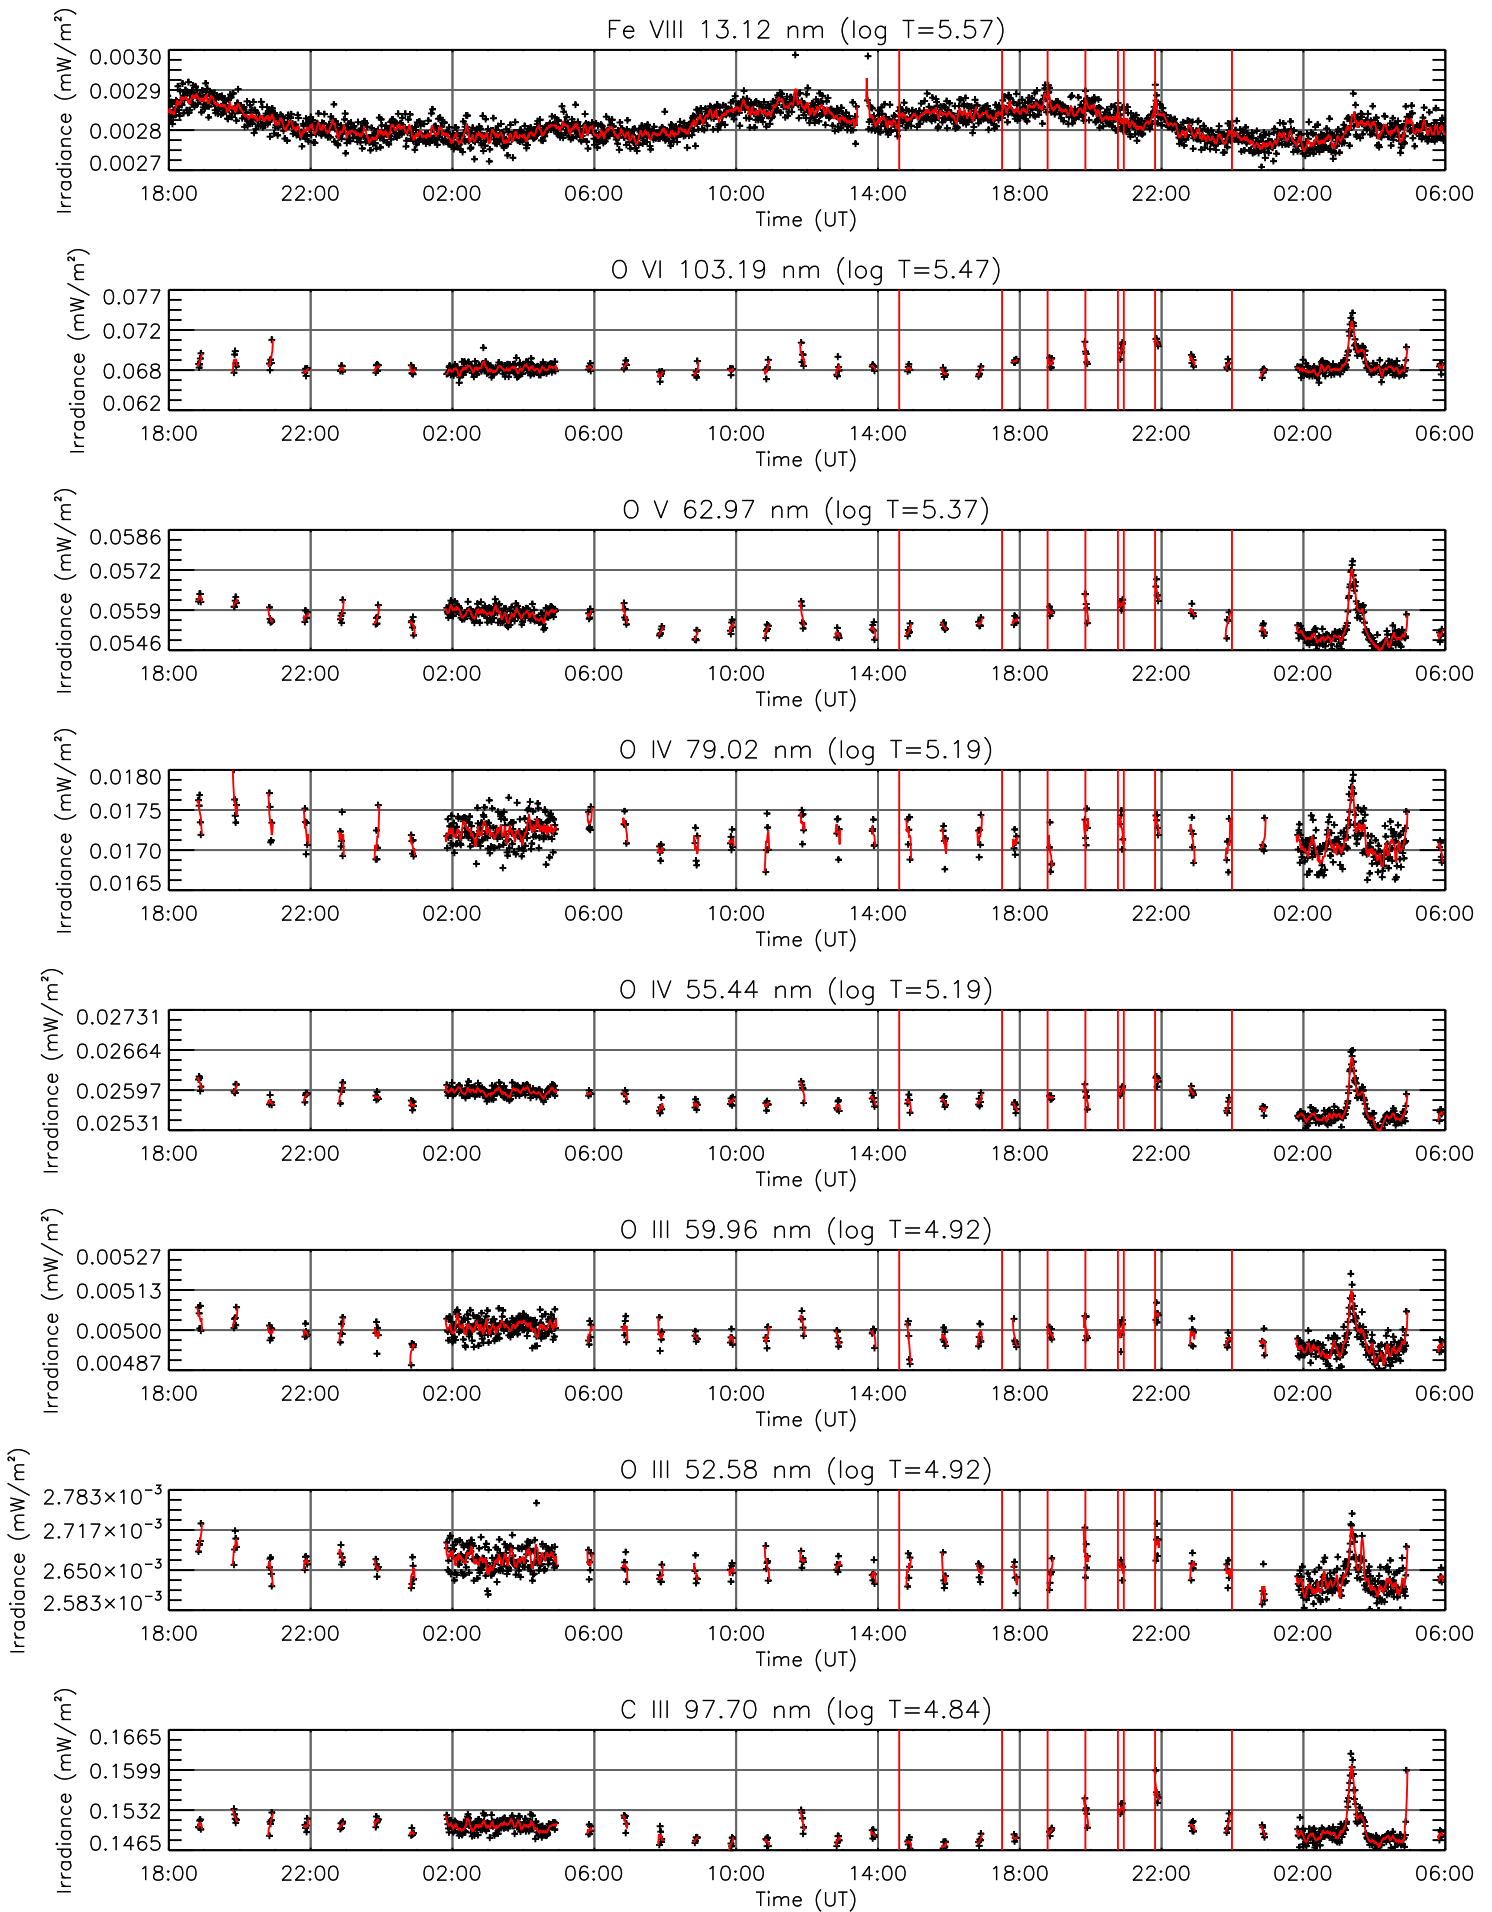 Fe VIII 13.12 nm (log T=5.57)
Irradiance (mW/m²)
0.0030
0.0029
0.0028
0.0027
18:00 22:00 02:00 06:00 10:00 14:00 18:00 22:00 02:00 06:00
Time (UT)
O VI 103.19 nm (log T=5.47)
Irradiance (mW/m²)
0.077
0.072
0.068
0.062
18:00 22:00 02:00 06:00 10:00 14:00 18:00 22:00 02:00 06:00
Time (UT)
O V 62.97 nm (log T=5.37)
Irradiance (mW/m²)
0.0586
0.0572
0.0559
0.0546
18:00 22:00 02:00 06:00 10:00 14:00 18:00 22:00 02:00 06:00
Time (UT)
O IV 79.02 nm (log T=5.19)
Irradiance (mW/m²)
0.0180
0.0175
0.0170
0.0165
18:00 22:00 02:00 06:00 10:00 14:00 18:00 22:00 02:00 06:00
Time (UT)
O IV 55.44 nm (log T=5.19)
Irradiance (mW/m²)
0.02731
0.02664
0.02597
0.02531
18:00 22:00 02:00 06:00 10:00 14:00 18:00 22:00 02:00 06:00
Time (UT)
O III 59.96 nm (log T=4.92)
Irradiance (mW/m²)
0.00527
0.00513
0.00500
0.00487
18:00 22:00 02:00 06:00 10:00 14:00 18:00 22:00 02:00 06:00
Time (UT)
O III 52.58 nm (log T=4.92)
Irradiance (mW/m²)
2.783×10⁻³
2.717×10⁻³
2.650×10⁻³
2.583×10⁻³
18:00 22:00 02:00 06:00 10:00 14:00 18:00 22:00 02:00 06:00
Time (UT)
C III 97.70 nm (log T=4.84)
Irradiance (mW/m²)
0.1665
0.1599
0.1532
0.1465
18:00 22:00 02:00 06:00 10:00 14:00 18:00 22:00 02:00 06:00
Time (UT)